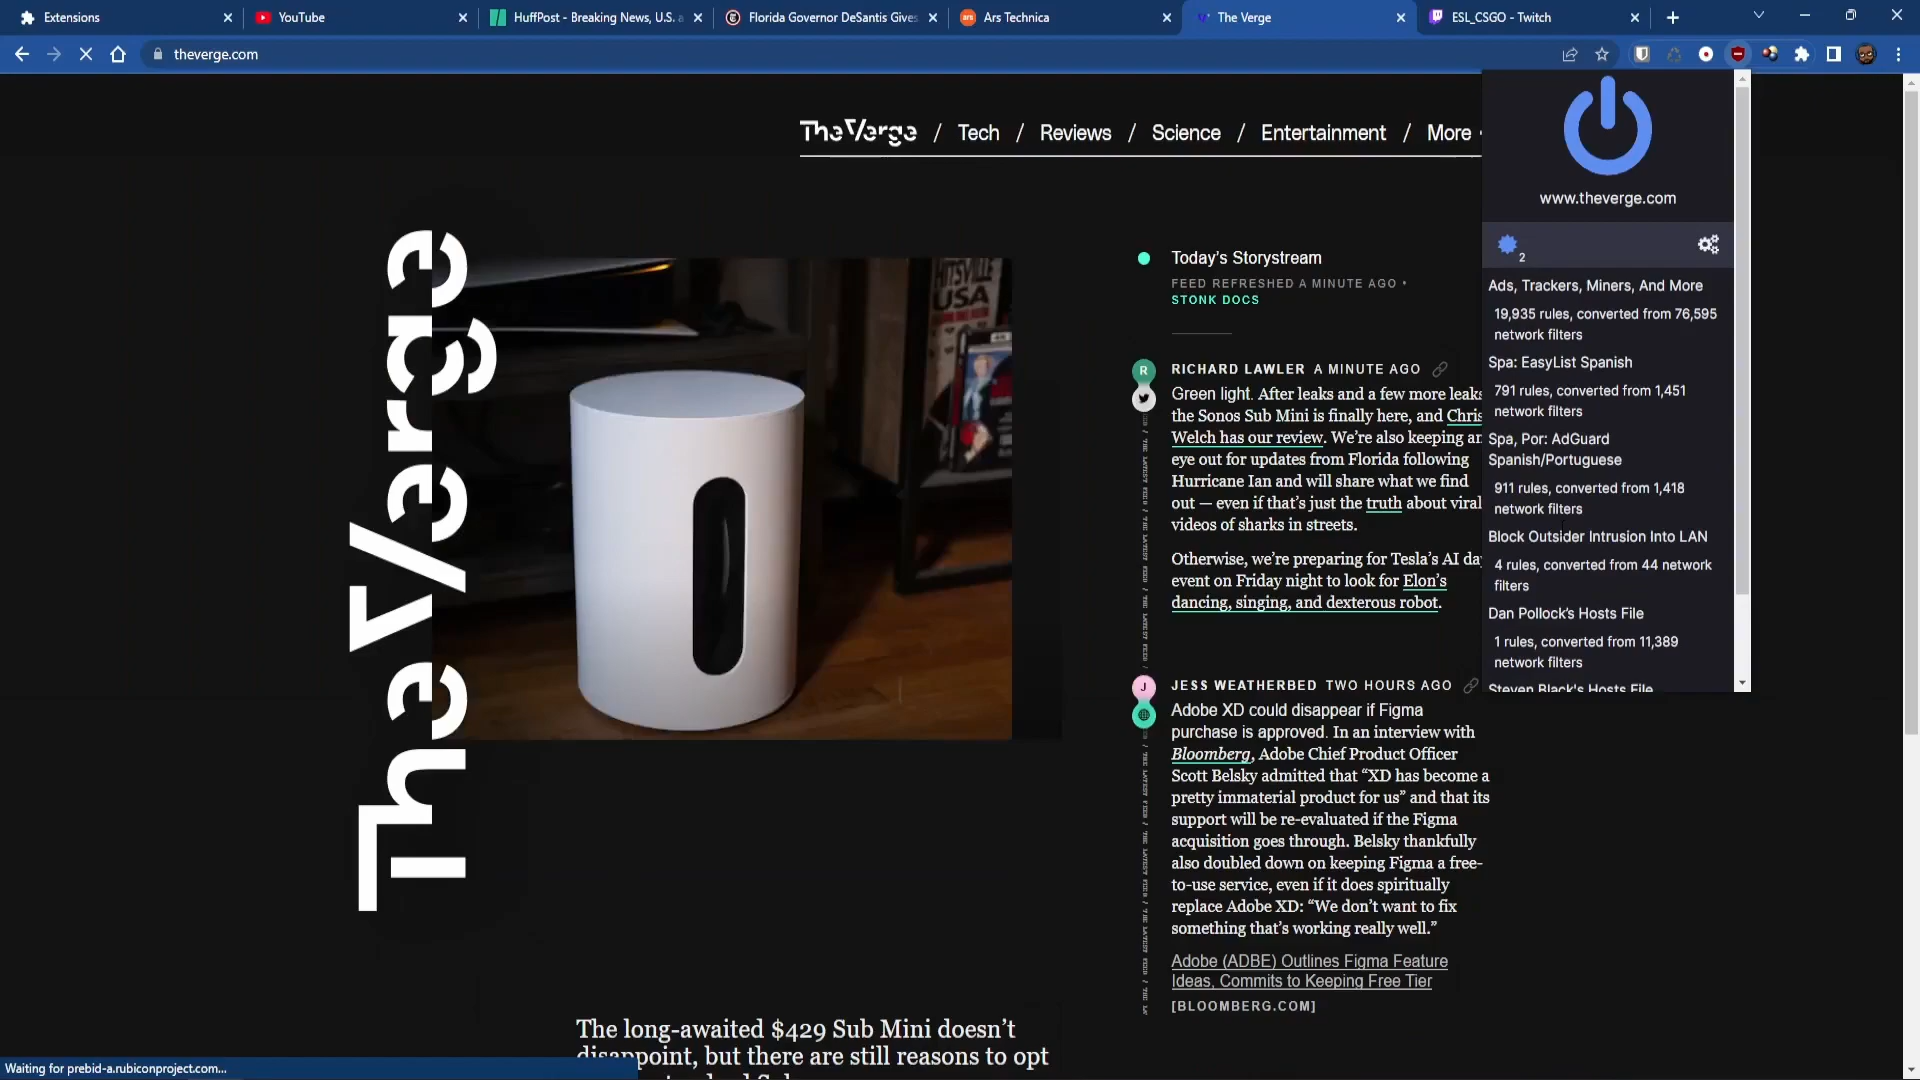 Extensions
YouTube
HuffPost - Breaking News, U.S. a
Florida Governor DeSantis Gives
Ars Technica
The Verge
ESL_CSGO - Twitch
theverge.com
The Verge / Tech / Reviews / Science / Entertainment / More
The Verge
Today's Storystream
FEED REFRESHED A MINUTE AGO •
STONK DOCS
R
RICHARD LAWLER A MINUTE AGO
Green light. After leaks and a few more leaks
the Sonos Sub Mini is finally here, and Chris
Welch has our review. We're also keeping an
eye out for updates from Florida following
Hurricane Ian and will share what we find
out — even if that's just the truth about viral
videos of sharks in streets.
Otherwise, we're preparing for Tesla's AI da
event on Friday night to look for Elon's
dancing, singing, and dexterous robot.
J
JESS WEATHERBED TWO HOURS AGO
Adobe XD could disappear if Figma
purchase is approved. In an interview with
Bloomberg, Adobe Chief Product Officer
Scott Belsky admitted that “XD has become a
pretty immaterial product for us” and that its
support will be re-evaluated if the Figma
acquisition goes through. Belsky thankfully
also doubled down on keeping Figma a free-
to-use service, even if it does spiritually
replace Adobe XD: “We don't want to fix
something that's working really well.”
Adobe (ADBE) Outlines Figma Feature
Ideas, Commits to Keeping Free Tier
[BLOOMBERG.COM]
HITSVILLE
USA
The long-awaited $429 Sub Mini doesn't
disappoint, but there are still reasons to opt
www.theverge.com
2
Ads, Trackers, Miners, And More
19,935 rules, converted from 76,595
network filters
Spa: EasyList Spanish
791 rules, converted from 1,451
network filters
Spa, Por: AdGuard
Spanish/Portuguese
911 rules, converted from 1,418
network filters
Block Outsider Intrusion Into LAN
4 rules, converted from 44 network
filters
Dan Pollock's Hosts File
1 rules, converted from 11,389
network filters
Steven Black's Hosts File
Waiting for prebid-a.rubiconproject.com...